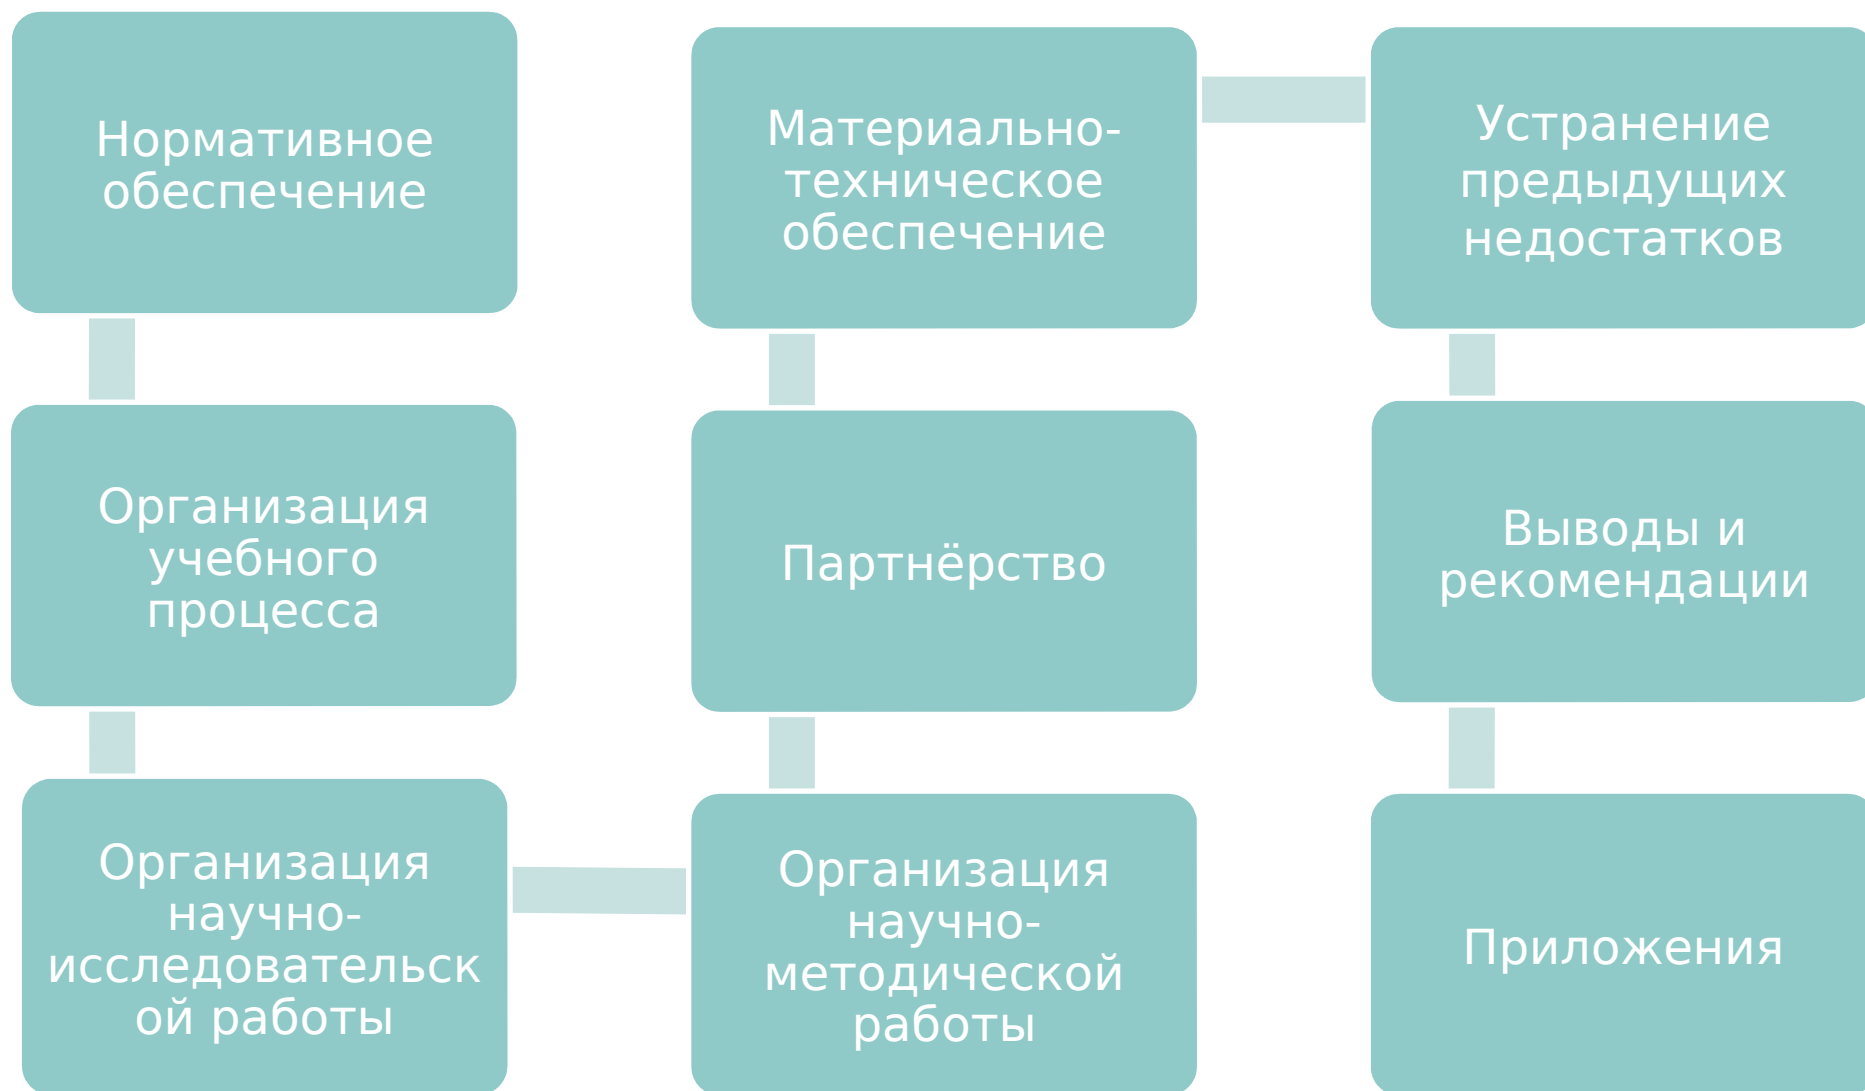 Нормативное
обеспечение
Организация
учебного
процесса
Организация
научно-
исследовательск
ой работы
Организация
научно-
методической
работы
Партнёрство
Материально-
техническое
обеспечение
Устранение
предыдущих
недостатков
Выводы и
рекомендации
Приложения